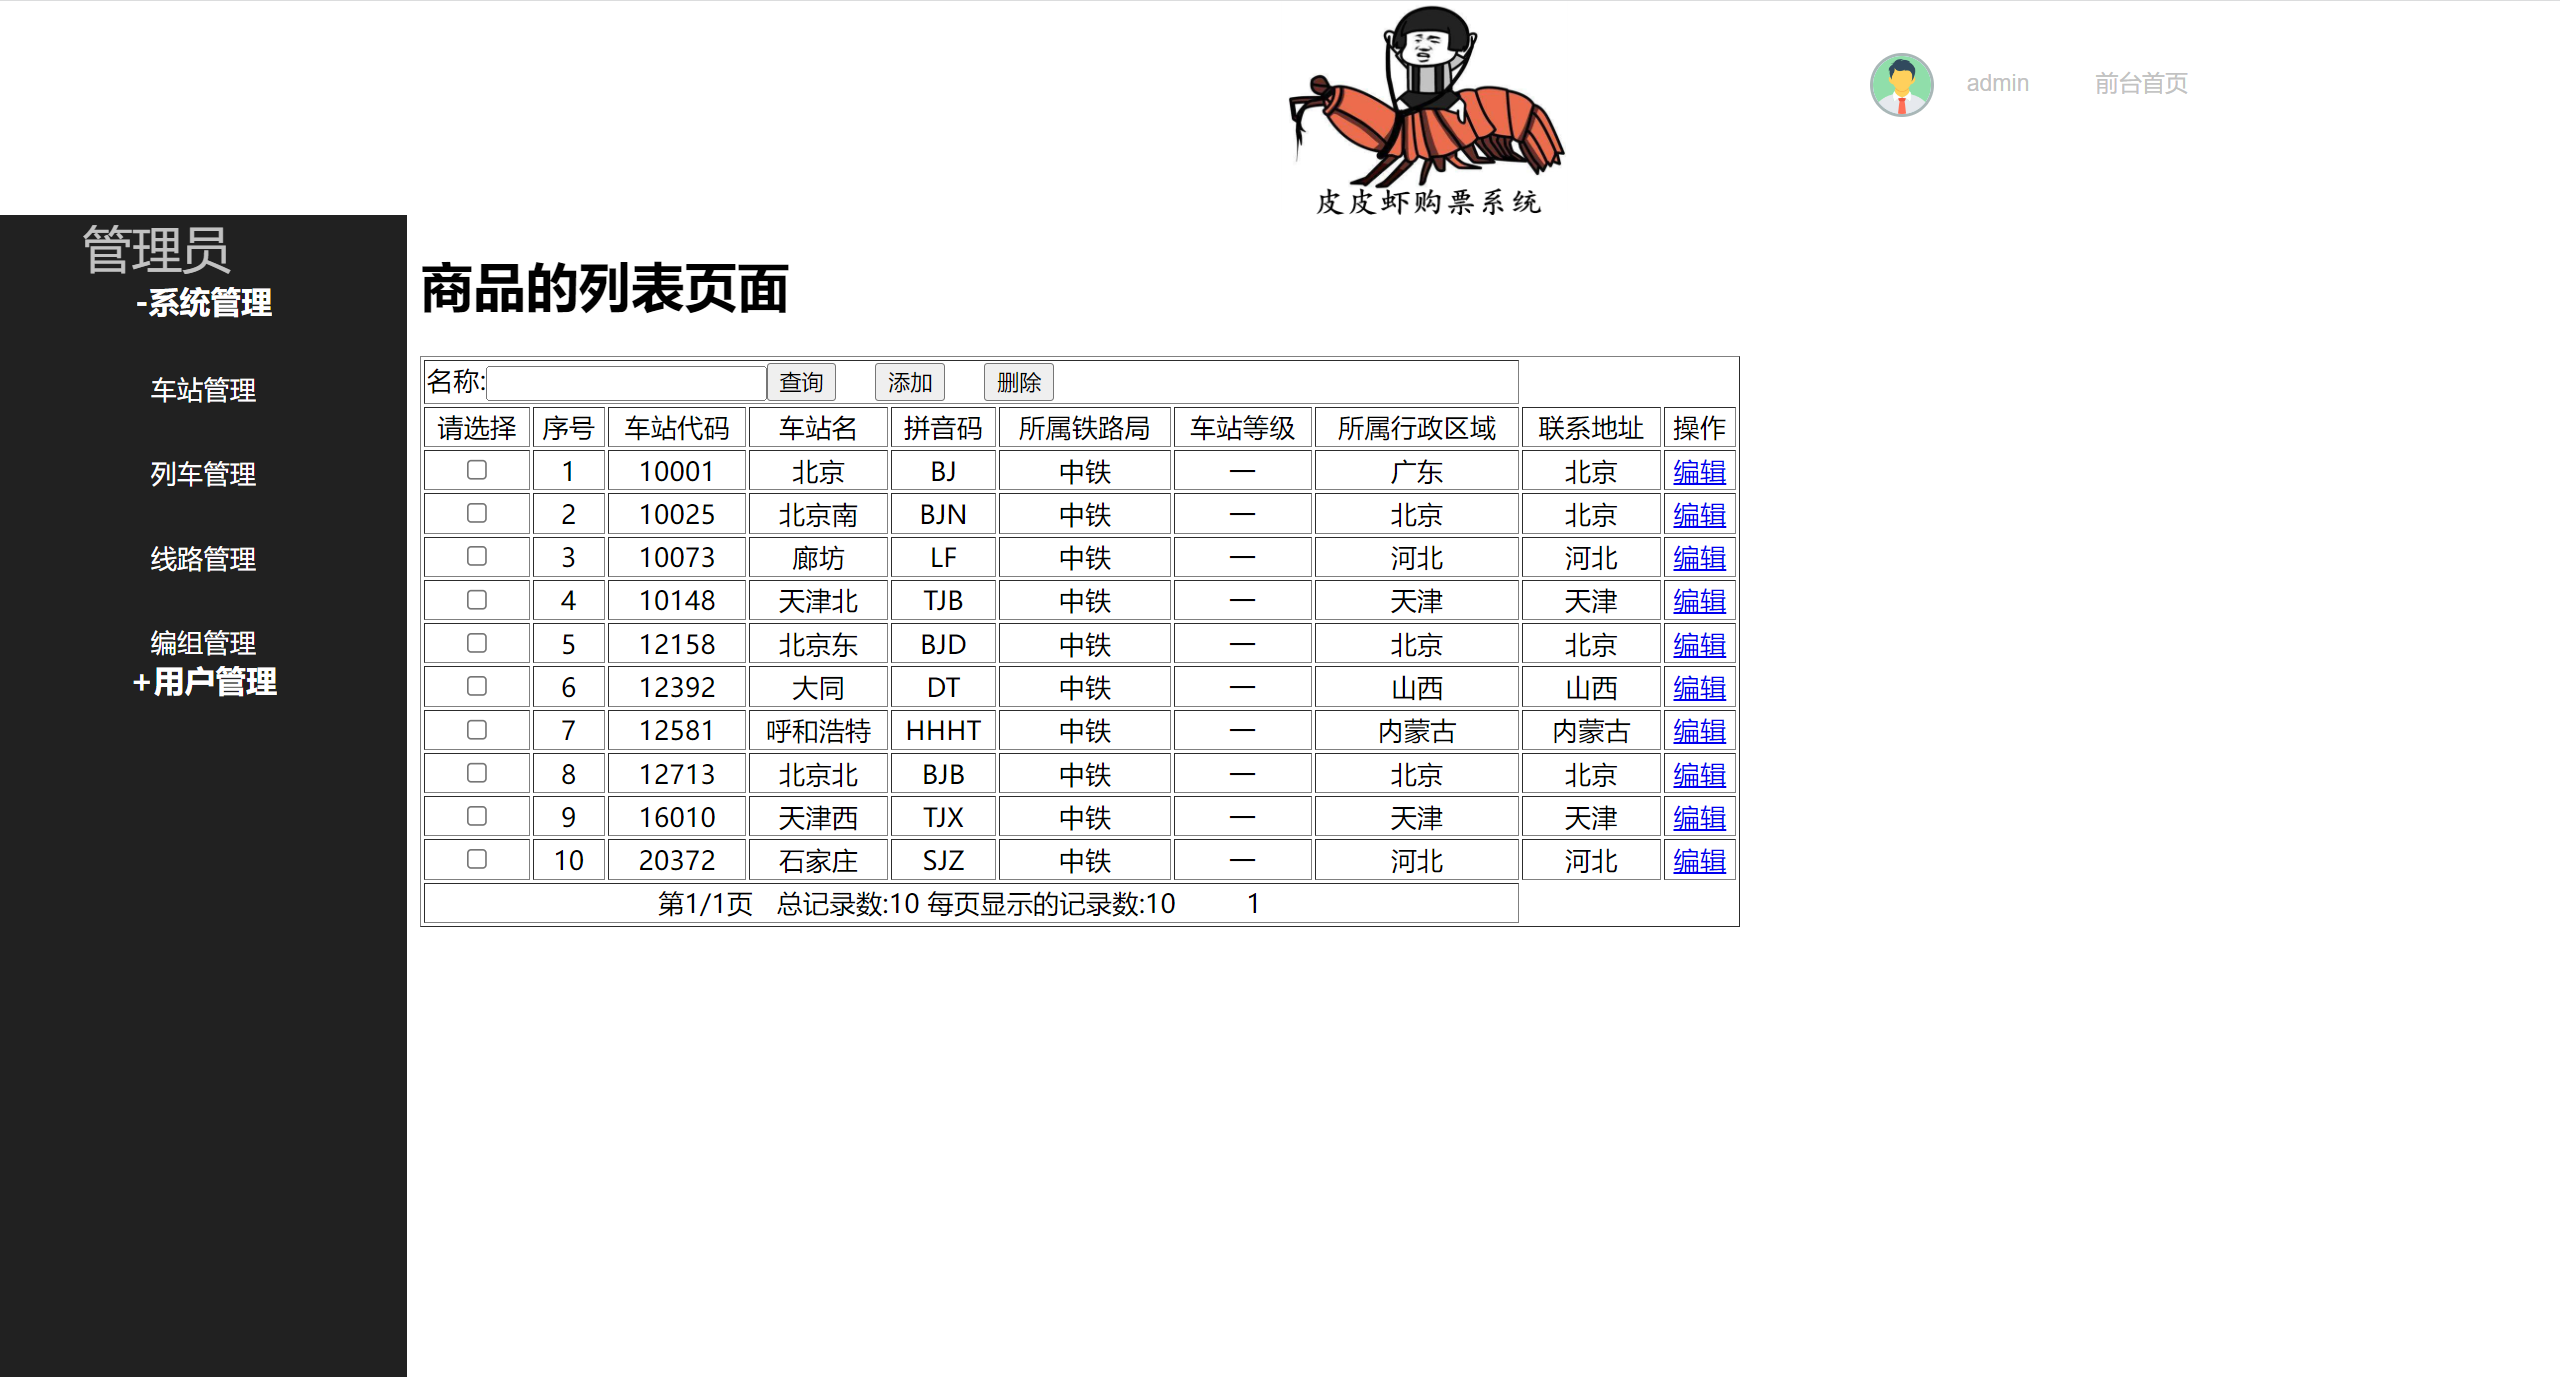 皮皮虾购票系统
admin 前台首页
管理员
-系统管理
车站管理
列车管理
线路管理
编组管理
+用户管理
商品的列表页面
名称: 查询 添加 删除
请选择 序号 车站代码 车站名 拼音码 所属铁路局 车站等级 所属行政区域 联系地址 操作
1 10001 北京 BJ 中铁 一 广东 北京 编辑
2 10025 北京南 BJN 中铁 一 北京 北京 编辑
3 10073 廊坊 LF 中铁 一 河北 河北 编辑
4 10148 天津北 TJB 中铁 一 天津 天津 编辑
5 12158 北京东 BJD 中铁 一 北京 北京 编辑
6 12392 大同 DT 中铁 一 山西 山西 编辑
7 12581 呼和浩特 HHHT 中铁 一 内蒙古 内蒙古 编辑
8 12713 北京北 BJB 中铁 一 北京 北京 编辑
9 16010 天津西 TJX 中铁 一 天津 天津 编辑
10 20372 石家庄 SJZ 中铁 一 河北 河北 编辑
第1/1页 总记录数:10 每页显示的记录数:10 1